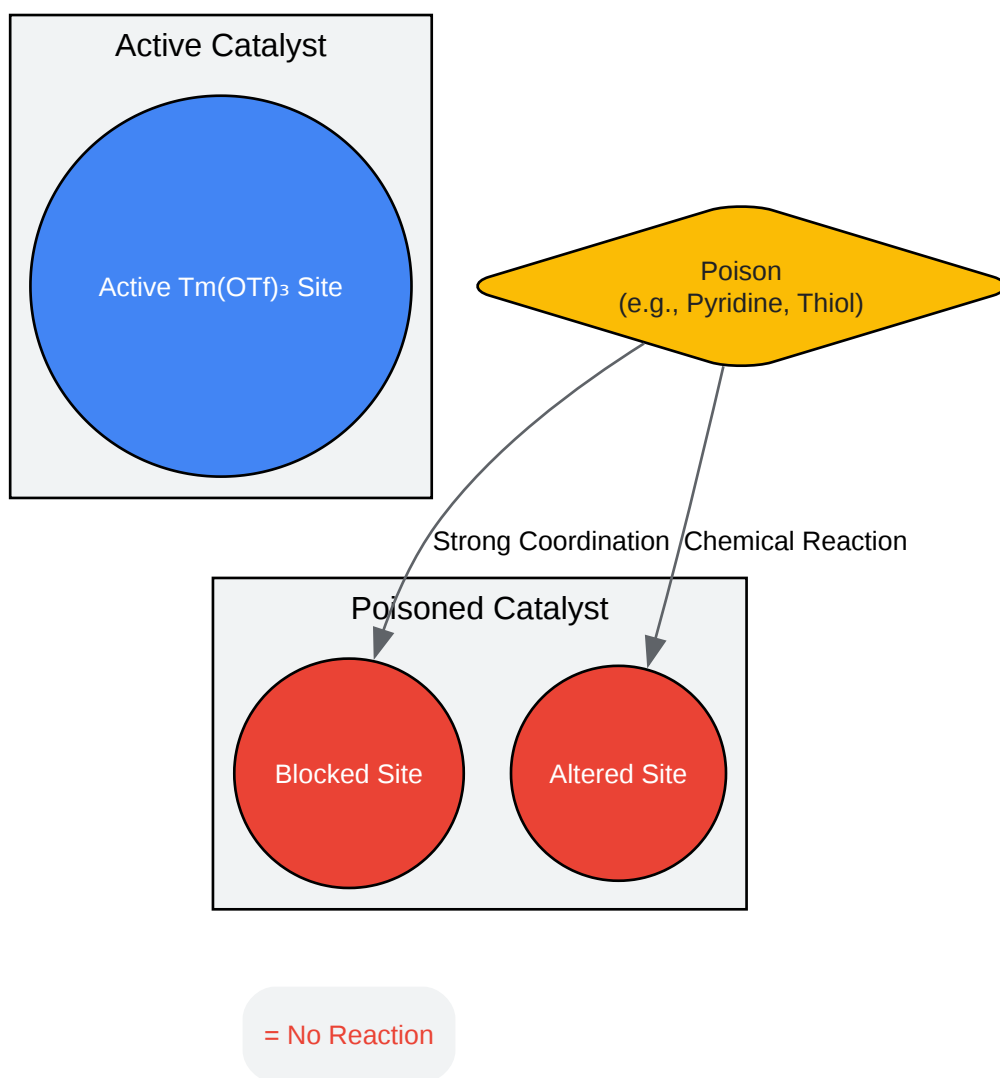 Active Catalyst
Active Tm(OTf)₃ Site
Poison
(e.g., Pyridine, Thiol)
Strong Coordination
Chemical Reaction
Poisoned Catalyst
Blocked Site
Altered Site
= No Reaction